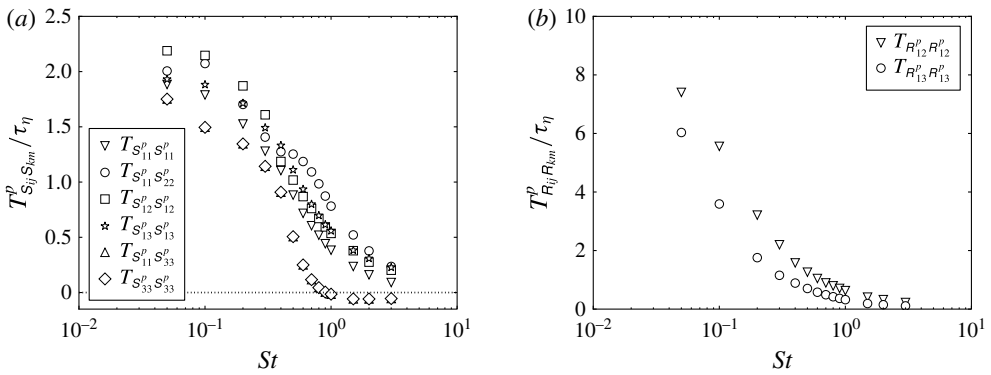 (a)
2.5
2.0
1.5
1.0
0.5
0
T^p_{S_{ij}S_{km}}/τ_η
T_{S^p_{11}S^p_{11}}
T_{S^p_{11}S^p_{22}}
T_{S^p_{12}S^p_{12}}
T_{S^p_{13}S^p_{13}}
T_{S^p_{11}S^p_{33}}
T_{S^p_{33}S^p_{33}}
10^{-2} 10^{-1} 10^0 10^1
St
(b)
10
8
6
4
2
0
T^p_{R_{ij}R_{km}}/τ_η
T_{R^p_{12}R^p_{12}}
T_{R^p_{13}R^p_{13}}
10^{-2} 10^{-1} 10^0 10^1
St